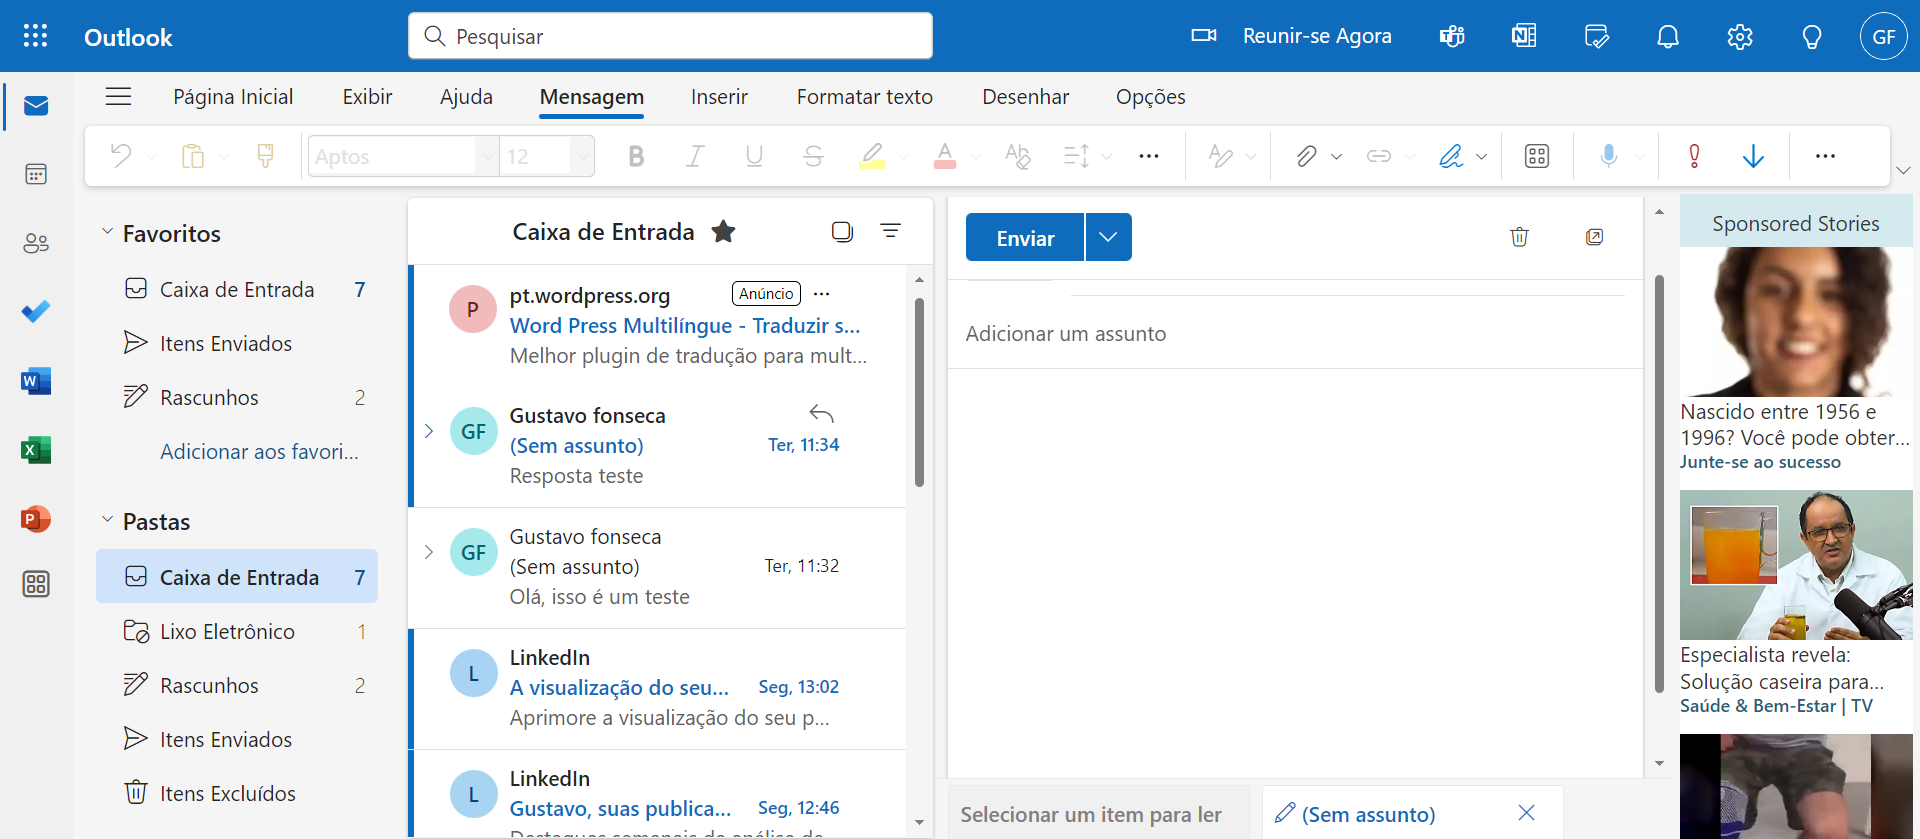 Outlook
Pesquisar
Reunir-se Agora
GF
Página Inicial
Exibir
Ajuda
Mensagem
Inserir
Formatar texto
Desenhar
Opções
Aptos
12
Favoritos
Caixa de Entrada 7
Itens Enviados
Rascunhos 2
Adicionar aos favori...
Pastas
Caixa de Entrada 7
Lixo Eletrônico 1
Rascunhos 2
Itens Enviados
Itens Excluídos
Caixa de Entrada
P
pt.wordpress.org
Anúncio
Word Press Multilíngue - Traduzir s...
Melhor plugin de tradução para mult...
GF
Gustavo fonseca
(Sem assunto)
Ter, 11:34
Resposta teste
GF
Gustavo fonseca
(Sem assunto)
Ter, 11:32
Olá, isso é um teste
L
LinkedIn
A visualização do seu...
Seg, 13:02
Aprimore a visualização do seu p...
L
LinkedIn
Gustavo, suas publica...
Seg, 12:46
Enviar
Adicionar um assunto
Selecionar um item para ler
(Sem assunto)
Sponsored Stories
Nascido entre 1956 e
1996? Você pode obter...
Junte-se ao sucesso
Especialista revela:
Solução caseira para...
Saúde & Bem-Estar | TV